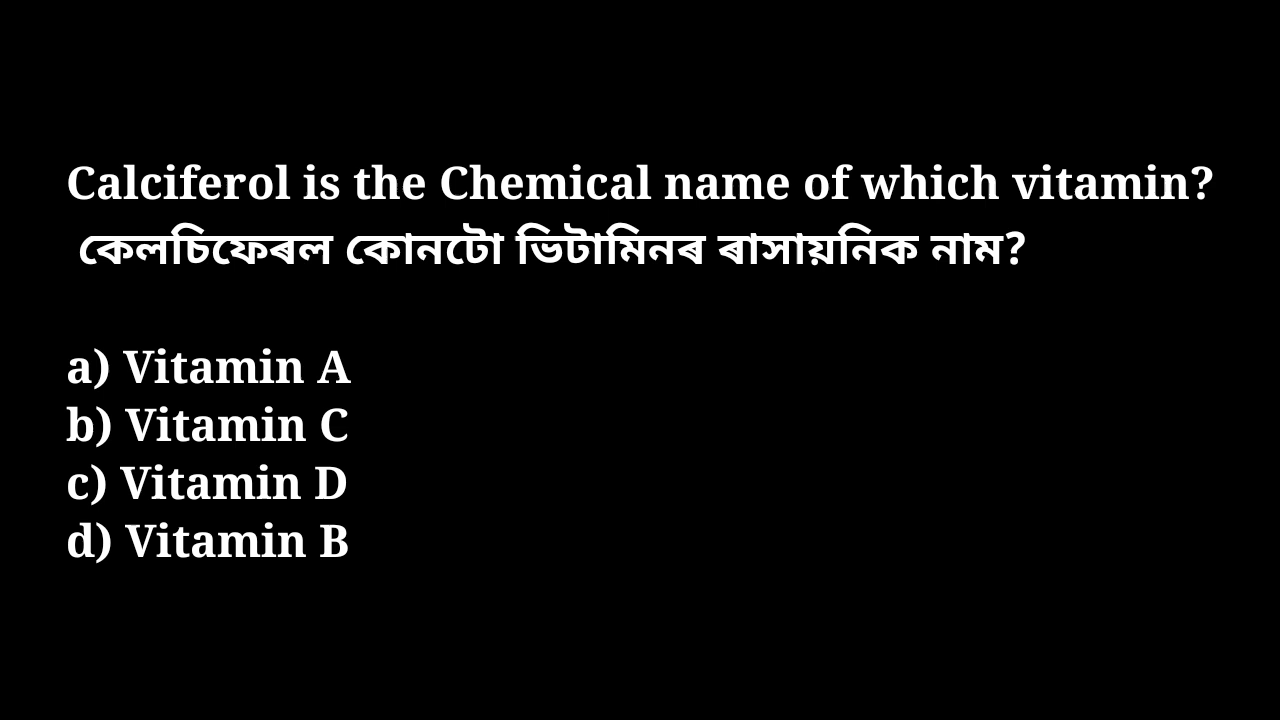 Calciferol is the Chemical name of which vitamin?
কেলচিফেৰল কোনটো ভিটামিনৰ ৰাসায়নিক নাম?
a) Vitamin A
b) Vitamin C
c) Vitamin D
d) Vitamin B